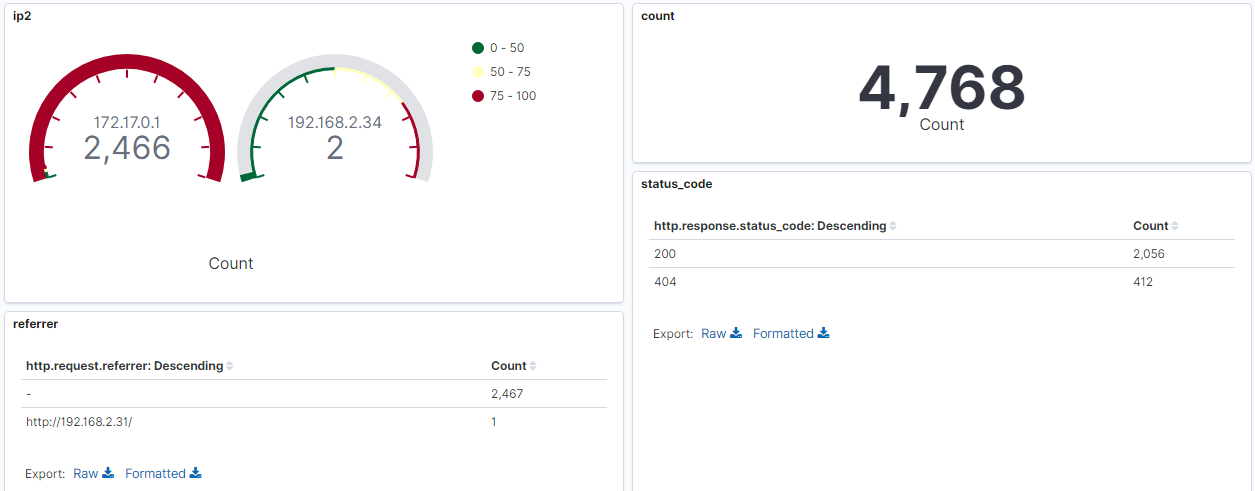 ip2
0 - 50
50 - 75
75 - 100
172.17.0.1
2,466
192.168.2.34
2
Count
count
4,768
Count
status_code
http.response.status_code: Descending Count
200 2,056
404 412
Export: Raw Formatted
referrer
http.request.referrer: Descending Count
- 2,467
http://192.168.2.31/ 1
Export: Raw Formatted